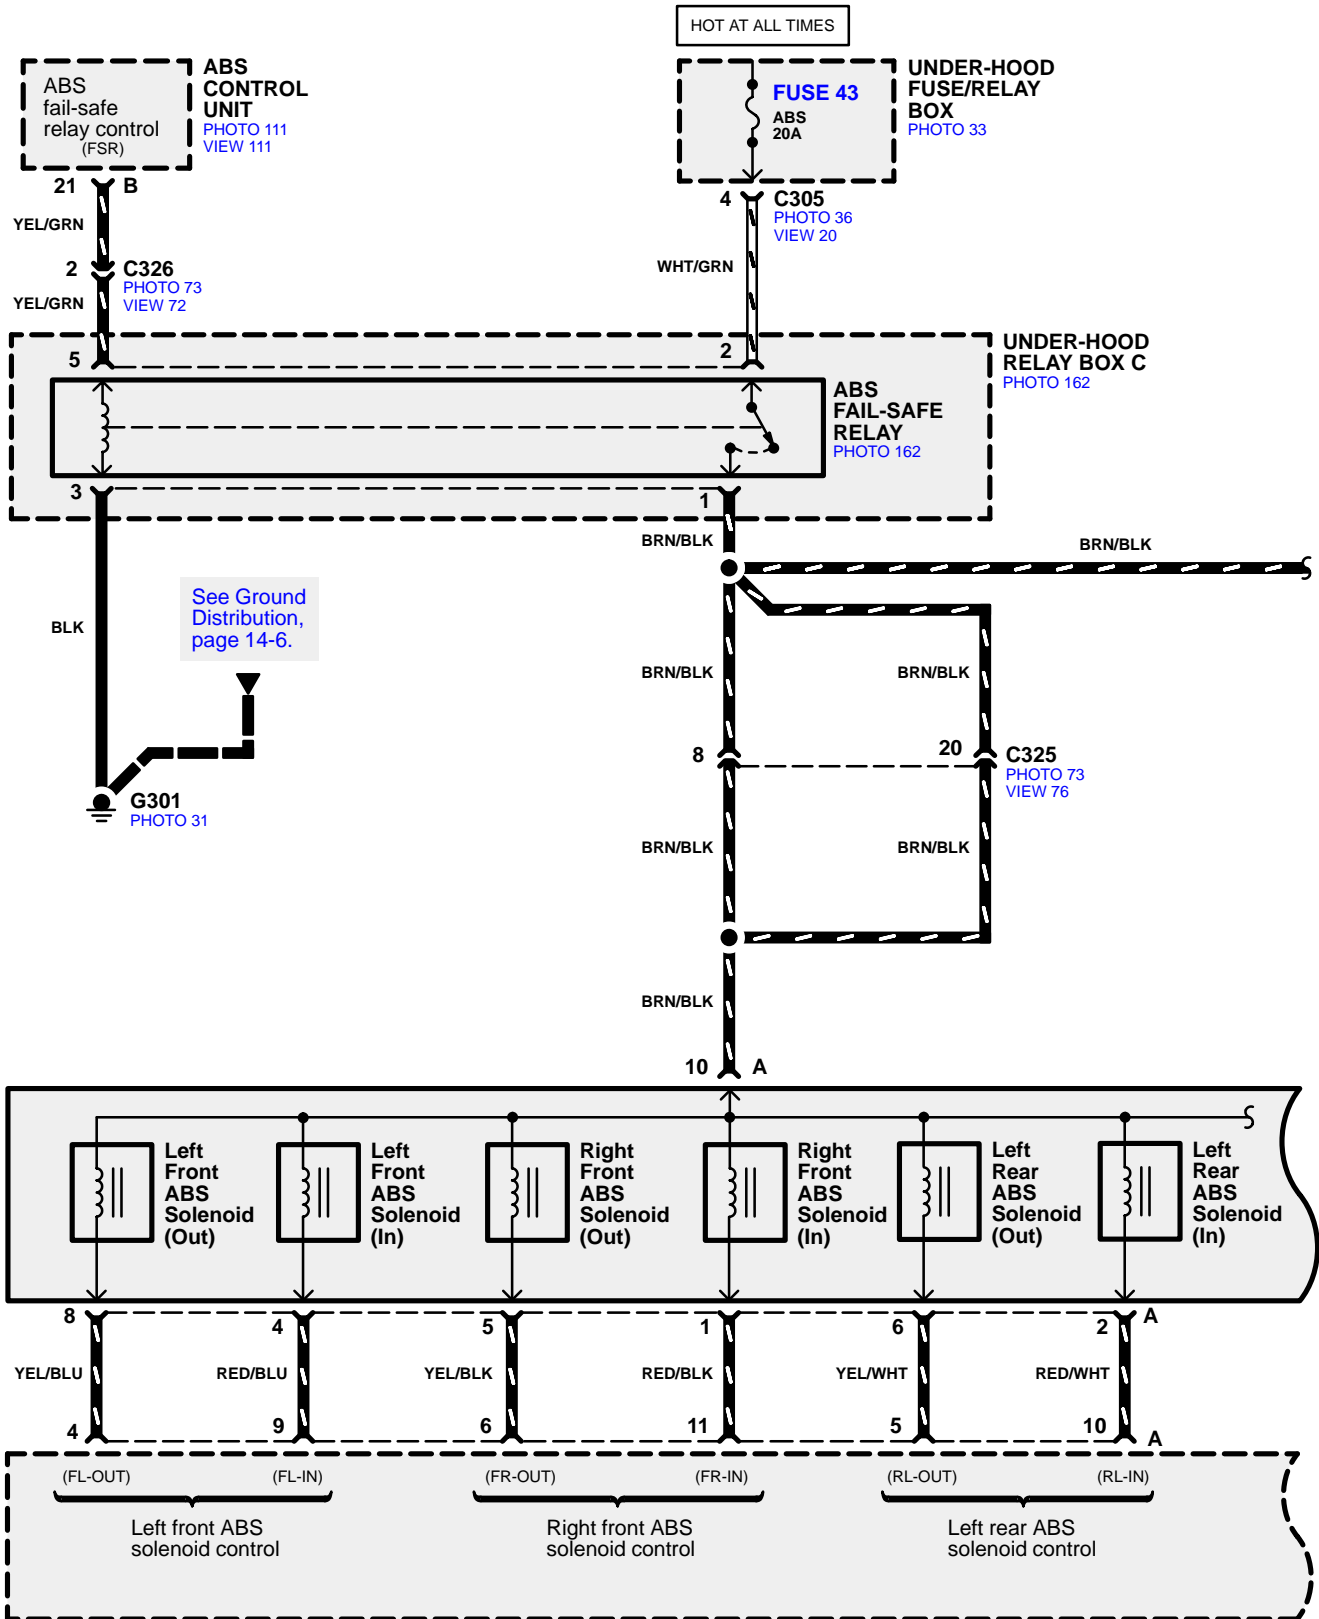 HOT AT ALL TIMES
ABS
fail-safe
relay control
(FSR)
ABS
CONTROL
UNIT
PHOTO 111
VIEW 111
FUSE 43
ABS
20A
UNDER-HOOD
FUSE/RELAY
BOX
PHOTO 33
21 B
YEL/GRN
2 C326
PHOTO 73
VIEW 72
YEL/GRN
4 C305
PHOTO 36
VIEW 20
WHT/GRN
5
2
UNDER-HOOD
RELAY BOX C
PHOTO 162
ABS
FAIL-SAFE
RELAY
PHOTO 162
3
1
BRN/BLK
BRN/BLK
BLK
See Ground
Distribution,
page 14-6.
BRN/BLK
BRN/BLK
8
20 C325
PHOTO 73
VIEW 76
G301
PHOTO 31
BRN/BLK
BRN/BLK
BRN/BLK
10 A
Left
Front
ABS
Solenoid
(Out)
Left
Front
ABS
Solenoid
(In)
Right
Front
ABS
Solenoid
(Out)
Right
Front
ABS
Solenoid
(In)
Left
Rear
ABS
Solenoid
(Out)
Left
Rear
ABS
Solenoid
(In)
8 4 5 1 6 2 A
YEL/BLU RED/BLU YEL/BLK RED/BLK YEL/WHT RED/WHT
4 9 6 11 5 10 A
(FL-OUT) (FL-IN) (FR-OUT) (FR-IN) (RL-OUT) (RL-IN)
Left front ABS
solenoid control
Right front ABS
solenoid control
Left rear ABS
solenoid control